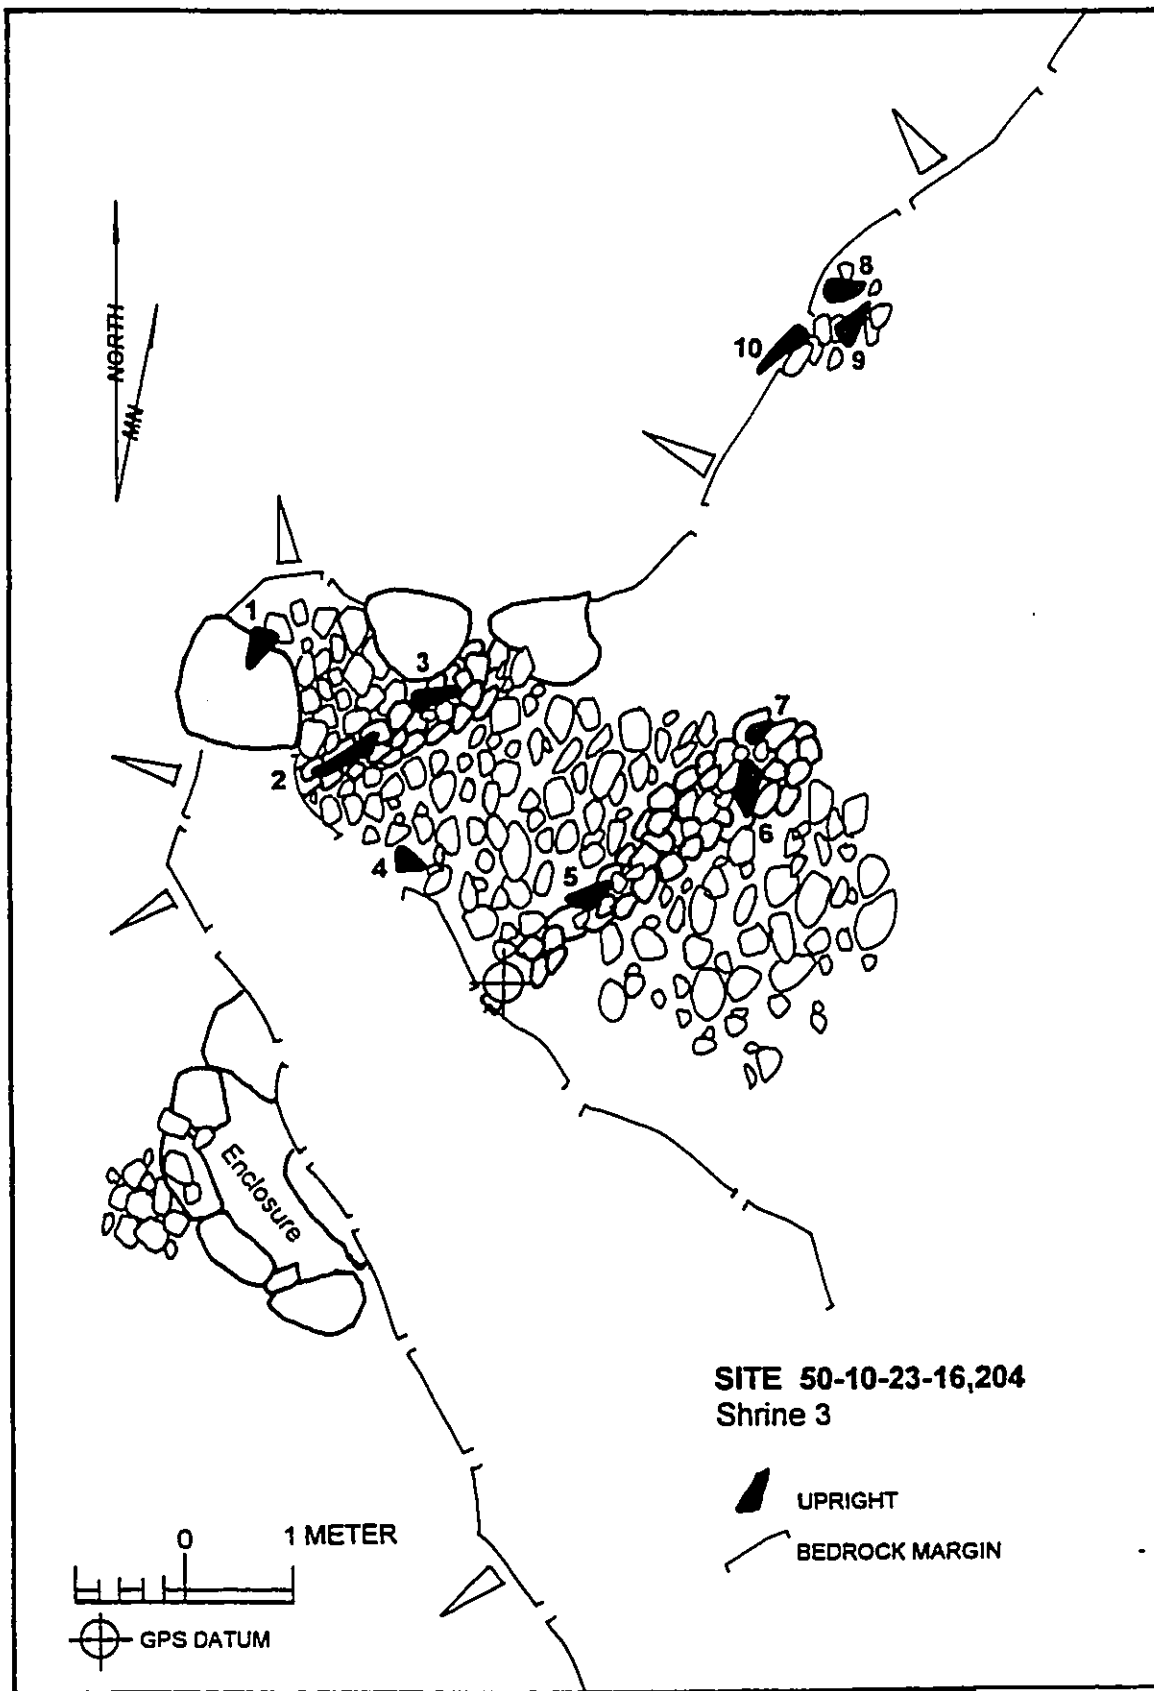 8
10
9
NORTH
MN
1
3
7
2
6
4
5
Enclosure
SITE 50-10-23-16,204
Shrine 3
UPRIGHT
BEDROCK MARGIN
0 1 METER
GPS DATUM